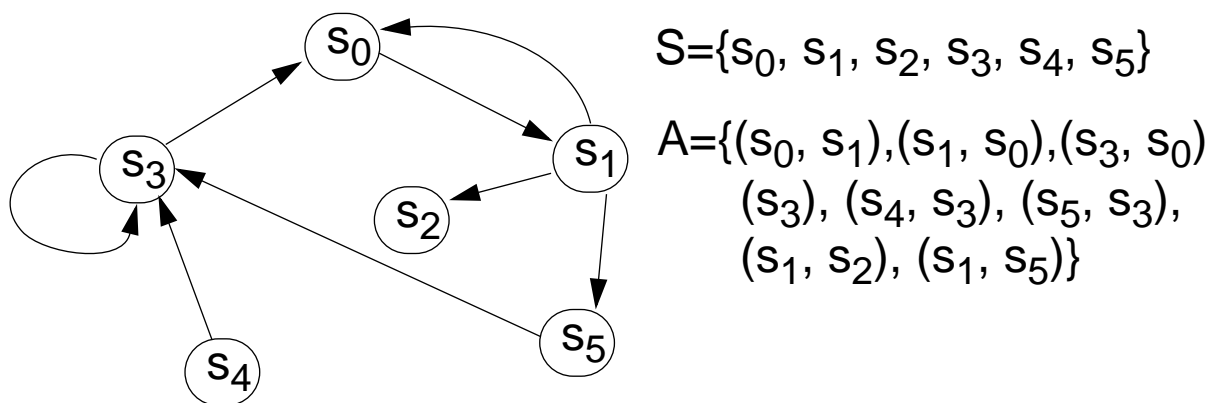 s₀
s₁
s₃
s₂
s₅
s₄
S={s₀, s₁, s₂, s₃, s₄, s₅}
A={(s₀, s₁),(s₁, s₀),(s₃, s₀)
(s₃), (s₄, s₃), (s₅, s₃),
(s₁, s₂), (s₁, s₅)}